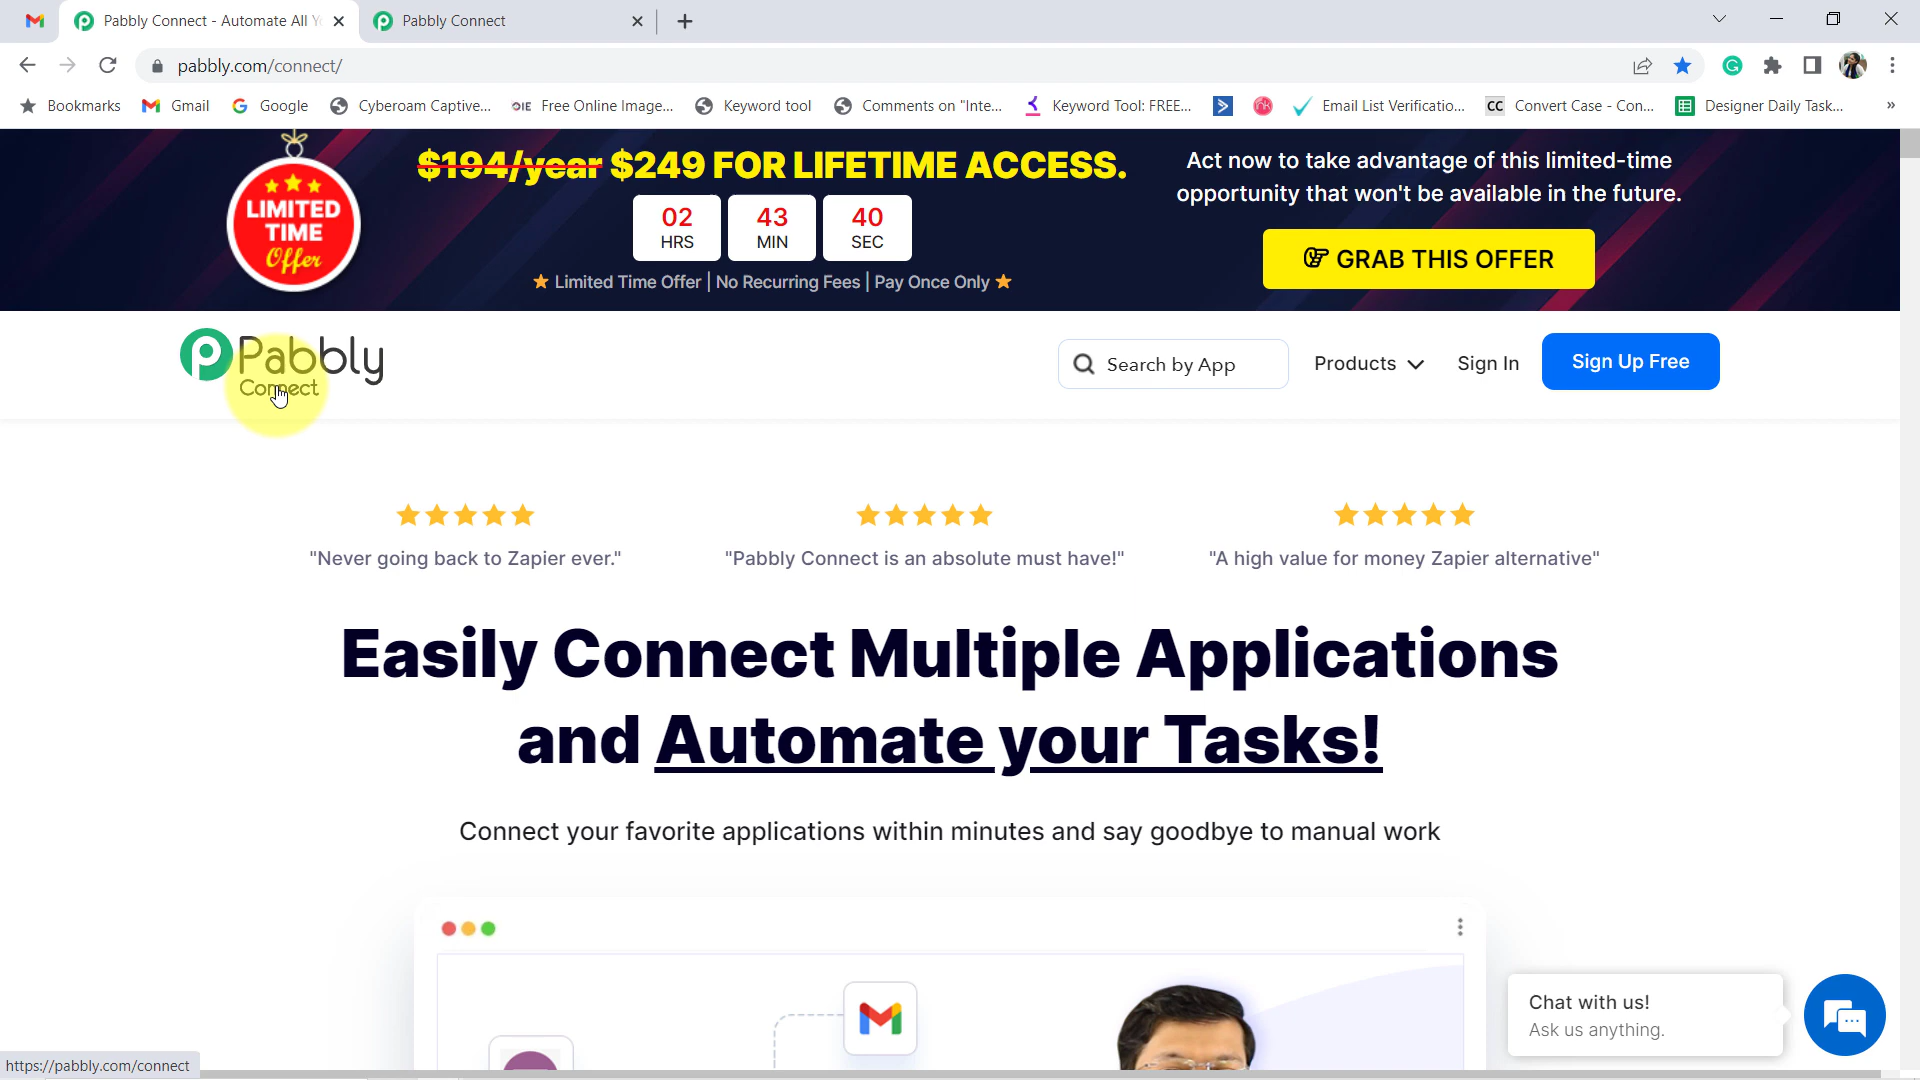 Pabbly Connect - Automate All Y
Pabbly Connect
pabbly.com/connect/
Bookmarks
Gmail
Google
Cyberoam Captive...
OIE Free Online Image...
Keyword tool
Comments on "Inte...
Keyword Tool: FREE...
Email List Verificatio...
CC Convert Case - Con...
Designer Daily Task...
»
LIMITED
TIME
Offer
$194/year $249 FOR LIFETIME ACCESS.
02 43 40
HRS MIN SEC
Limited Time Offer | No Recurring Fees | Pay Once Only
Act now to take advantage of this limited-time
opportunity that won't be available in the future.
GRAB THIS OFFER
Pabbly
Connect
Search by App
Products
Sign In
Sign Up Free
"Never going back to Zapier ever."
"Pabbly Connect is an absolute must have!"
"A high value for money Zapier alternative"
Easily Connect Multiple Applications
and Automate your Tasks!
Connect your favorite applications within minutes and say goodbye to manual work
Chat with us!
Ask us anything.
https://pabbly.com/connect